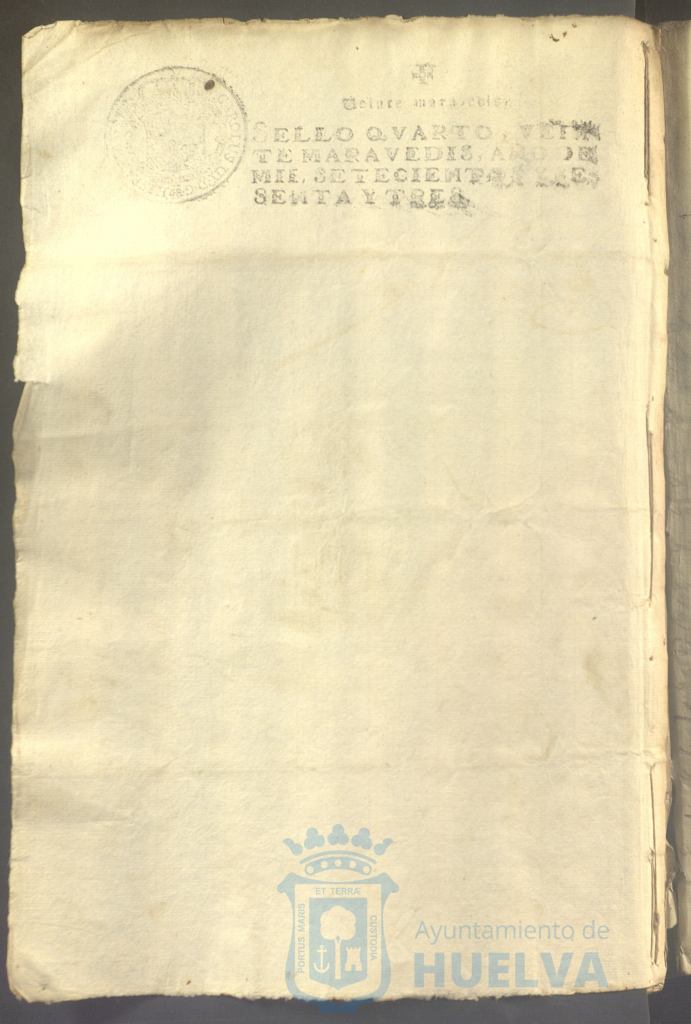 Veinte maravedis.
SELLO QVARTO, VEIN
TE MARAVEDIS, AÑO DE
MIL SETECIENTOS Y SE
SENTA Y TRES.
CAROLUS
ET TERRÆ
PORTUS MARIS
CUSTODIA
Ayuntamiento de
HUELVA